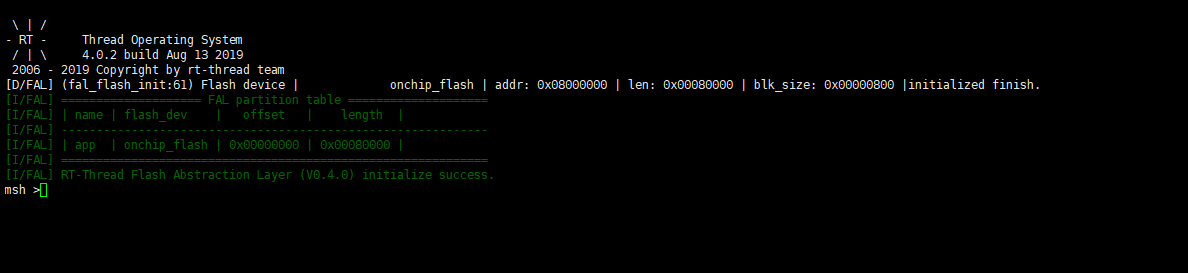 \ | /
- RT -     Thread Operating System
 / | \     4.0.2 build Aug 13 2019
 2006 - 2019 Copyright by rt-thread team
[D/FAL] (fal_flash_init:61) Flash device |             onchip_flash | addr: 0x08000000 | len: 0x00080000 | blk_size: 0x00000800 |initialized finish.
[I/FAL] ==================== FAL partition table ====================
[I/FAL] | name | flash_dev    |   offset   |    length  |
[I/FAL] -------------------------------------------------------------
[I/FAL] | app  | onchip_flash | 0x00000000 | 0x00080000 |
[I/FAL] =============================================================
[I/FAL] RT-Thread Flash Abstraction Layer (V0.4.0) initialize success.
msh >